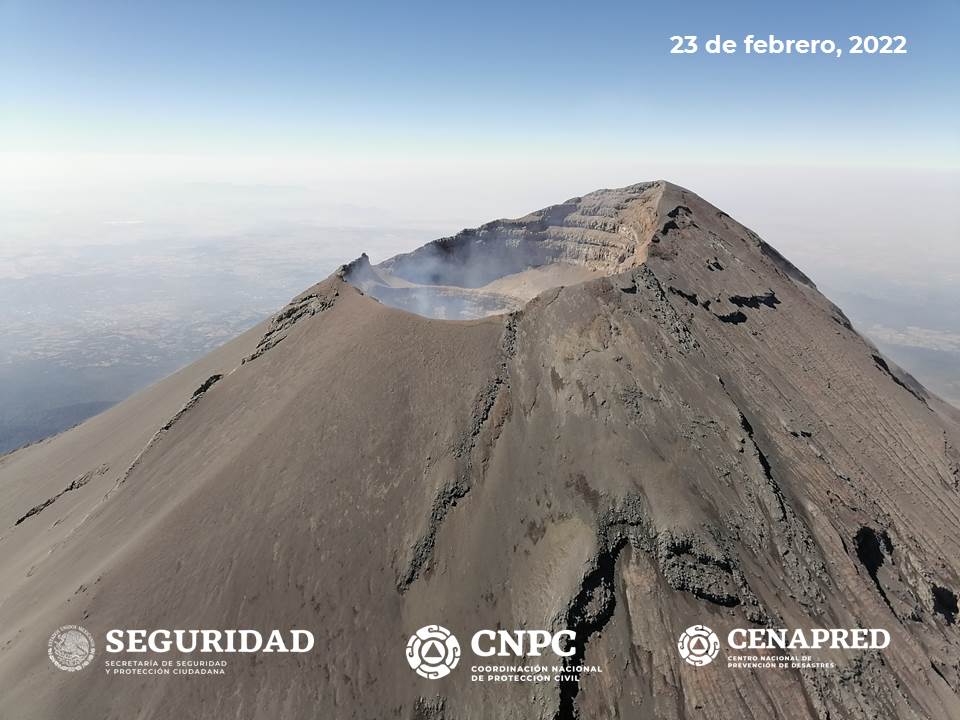 23 de febrero, 2022
SEGURIDAD
SECRETARÍA DE SEGURIDAD
Y PROTECCIÓN CIUDADANA
CNPC
COORDINACIÓN NACIONAL
DE PROTECCIÓN CIVIL
CENAPRED
CENTRO NACIONAL DE
PREVENCIÓN DE DESASTRES